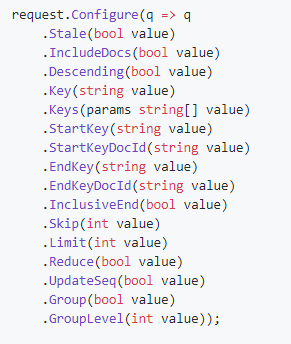 request.Configure(q => q
    .Stale(bool value)
    .IncludeDocs(bool value)
    .Descending(bool value)
    .Key(string value)
    .Keys(params string[] value)
    .StartKey(string value)
    .StartKeyDocId(string value)
    .EndKey(string value)
    .EndKeyDocId(string value)
    .InclusiveEnd(bool value)
    .Skip(int value)
    .Limit(int value)
    .Reduce(bool value)
    .UpdateSeq(bool value)
    .Group(bool value)
    .GroupLevel(int value));